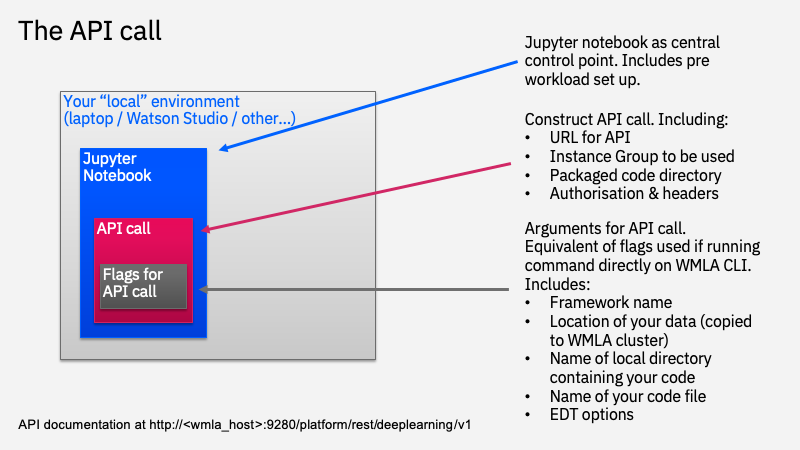 The API call
Your “local” environment
(laptop / Watson Studio / other…)
Jupyter
Notebook
API call
Flags for
API call
Jupyter notebook as central
control point. Includes pre
workload set up.
Construct API call. Including:
• URL for API
• Instance Group to be used
• Packaged code directory
• Authorisation & headers
Arguments for API call.
Equivalent of flags used if running
command directly on WMLA CLI.
Includes:
• Framework name
• Location of your data (copied
to WMLA cluster)
• Name of local directory
containing your code
• Name of your code file
• EDT options
API documentation at http://<wmla_host>:9280/platform/rest/deeplearning/v1